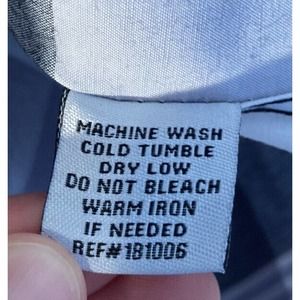 MACHINE WASH
COLD TUMBLE
DRY LOW
DO NOT BLEACH
WARM IRON
IF NEEDED
REF#181006